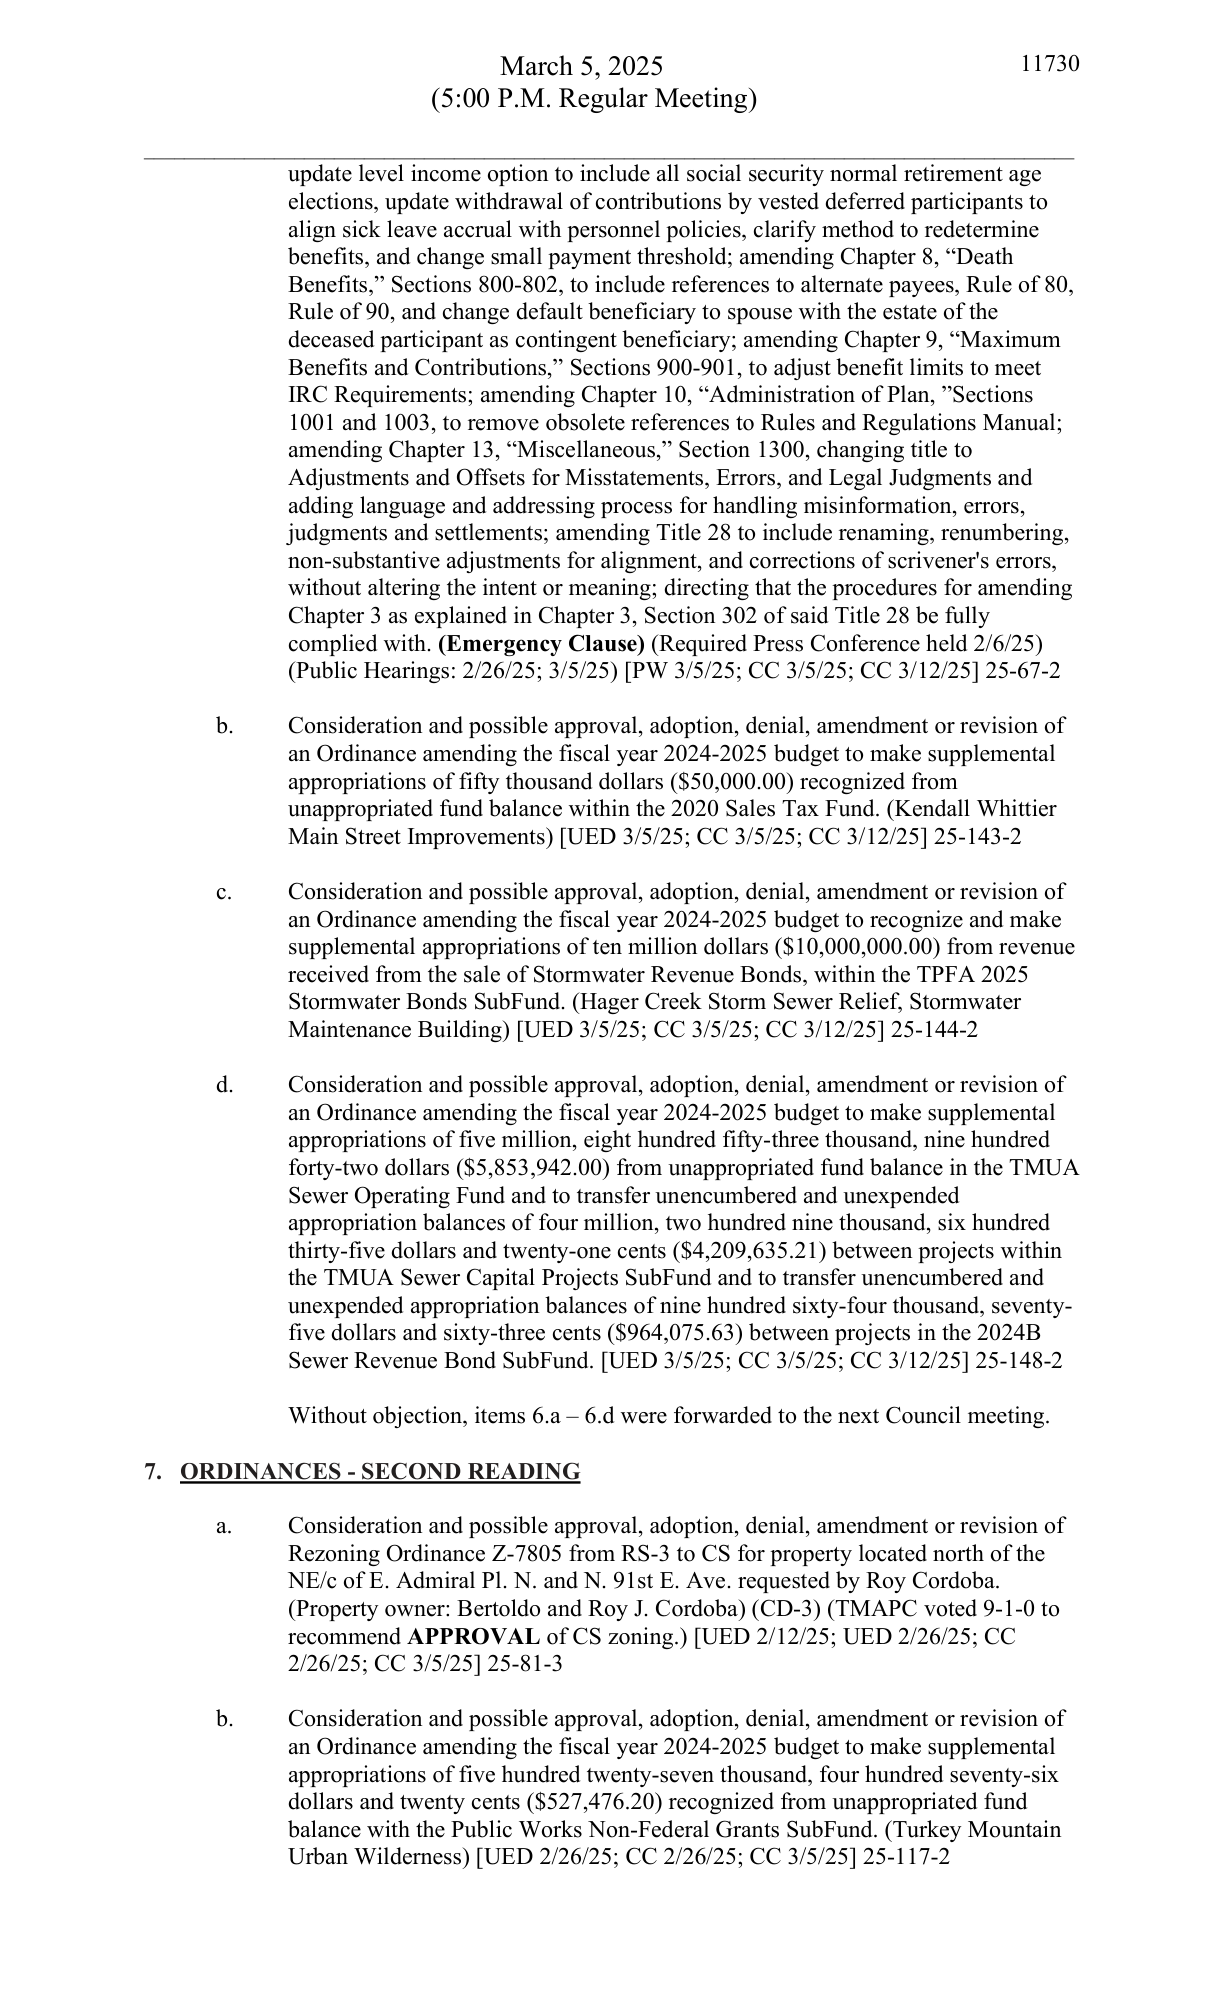 March 5, 2025
11730
(5:00 P.M. Regular Meeting)
update level income option to include all social security normal retirement age
elections, update withdrawal of contributions by vested deferred participants to
align sick leave accrual with personnel policies, clarify method to redetermine
benefits, and change small payment threshold; amending Chapter 8, “Death
Benefits,” Sections 800-802, to include references to alternate payees, Rule of 80,
Rule of 90, and change default beneficiary to spouse with the estate of the
deceased participant as contingent beneficiary; amending Chapter 9, “Maximum
Benefits and Contributions,” Sections 900-901, to adjust benefit limits to meet
IRC Requirements; amending Chapter 10, “Administration of Plan, ”Sections
1001 and 1003, to remove obsolete references to Rules and Regulations Manual;
amending Chapter 13, “Miscellaneous,” Section 1300, changing title to
Adjustments and Offsets for Misstatements, Errors, and Legal Judgments and
adding language and addressing process for handling misinformation, errors,
judgments and settlements; amending Title 28 to include renaming, renumbering,
non-substantive adjustments for alignment, and corrections of scrivener's errors,
without altering the intent or meaning; directing that the procedures for amending
Chapter 3 as explained in Chapter 3, Section 302 of said Title 28 be fully
complied with. (Emergency Clause) (Required Press Conference held 2/6/25)
(Public Hearings: 2/26/25; 3/5/25) [PW 3/5/25; CC 3/5/25; CC 3/12/25] 25-67-2
b. Consideration and possible approval, adoption, denial, amendment or revision of
an Ordinance amending the fiscal year 2024-2025 budget to make supplemental
appropriations of fifty thousand dollars ($50,000.00) recognized from
unappropriated fund balance within the 2020 Sales Tax Fund. (Kendall Whittier
Main Street Improvements) [UED 3/5/25; CC 3/5/25; CC 3/12/25] 25-143-2
c. Consideration and possible approval, adoption, denial, amendment or revision of
an Ordinance amending the fiscal year 2024-2025 budget to recognize and make
supplemental appropriations of ten million dollars ($10,000,000.00) from revenue
received from the sale of Stormwater Revenue Bonds, within the TPFA 2025
Stormwater Bonds SubFund. (Hager Creek Storm Sewer Relief, Stormwater
Maintenance Building) [UED 3/5/25; CC 3/5/25; CC 3/12/25] 25-144-2
d. Consideration and possible approval, adoption, denial, amendment or revision of
an Ordinance amending the fiscal year 2024-2025 budget to make supplemental
appropriations of five million, eight hundred fifty-three thousand, nine hundred
forty-two dollars ($5,853,942.00) from unappropriated fund balance in the TMUA
Sewer Operating Fund and to transfer unencumbered and unexpended
appropriation balances of four million, two hundred nine thousand, six hundred
thirty-five dollars and twenty-one cents ($4,209,635.21) between projects within
the TMUA Sewer Capital Projects SubFund and to transfer unencumbered and
unexpended appropriation balances of nine hundred sixty-four thousand, seventy-
five dollars and sixty-three cents ($964,075.63) between projects in the 2024B
Sewer Revenue Bond SubFund. [UED 3/5/25; CC 3/5/25; CC 3/12/25] 25-148-2
Without objection, items 6.a – 6.d were forwarded to the next Council meeting.
7. ORDINANCES - SECOND READING
a. Consideration and possible approval, adoption, denial, amendment or revision of
Rezoning Ordinance Z-7805 from RS-3 to CS for property located north of the
NE/c of E. Admiral Pl. N. and N. 91st E. Ave. requested by Roy Cordoba.
(Property owner: Bertoldo and Roy J. Cordoba) (CD-3) (TMAPC voted 9-1-0 to
recommend APPROVAL of CS zoning.) [UED 2/12/25; UED 2/26/25; CC
2/26/25; CC 3/5/25] 25-81-3
b. Consideration and possible approval, adoption, denial, amendment or revision of
an Ordinance amending the fiscal year 2024-2025 budget to make supplemental
appropriations of five hundred twenty-seven thousand, four hundred seventy-six
dollars and twenty cents ($527,476.20) recognized from unappropriated fund
balance with the Public Works Non-Federal Grants SubFund. (Turkey Mountain
Urban Wilderness) [UED 2/26/25; CC 2/26/25; CC 3/5/25] 25-117-2